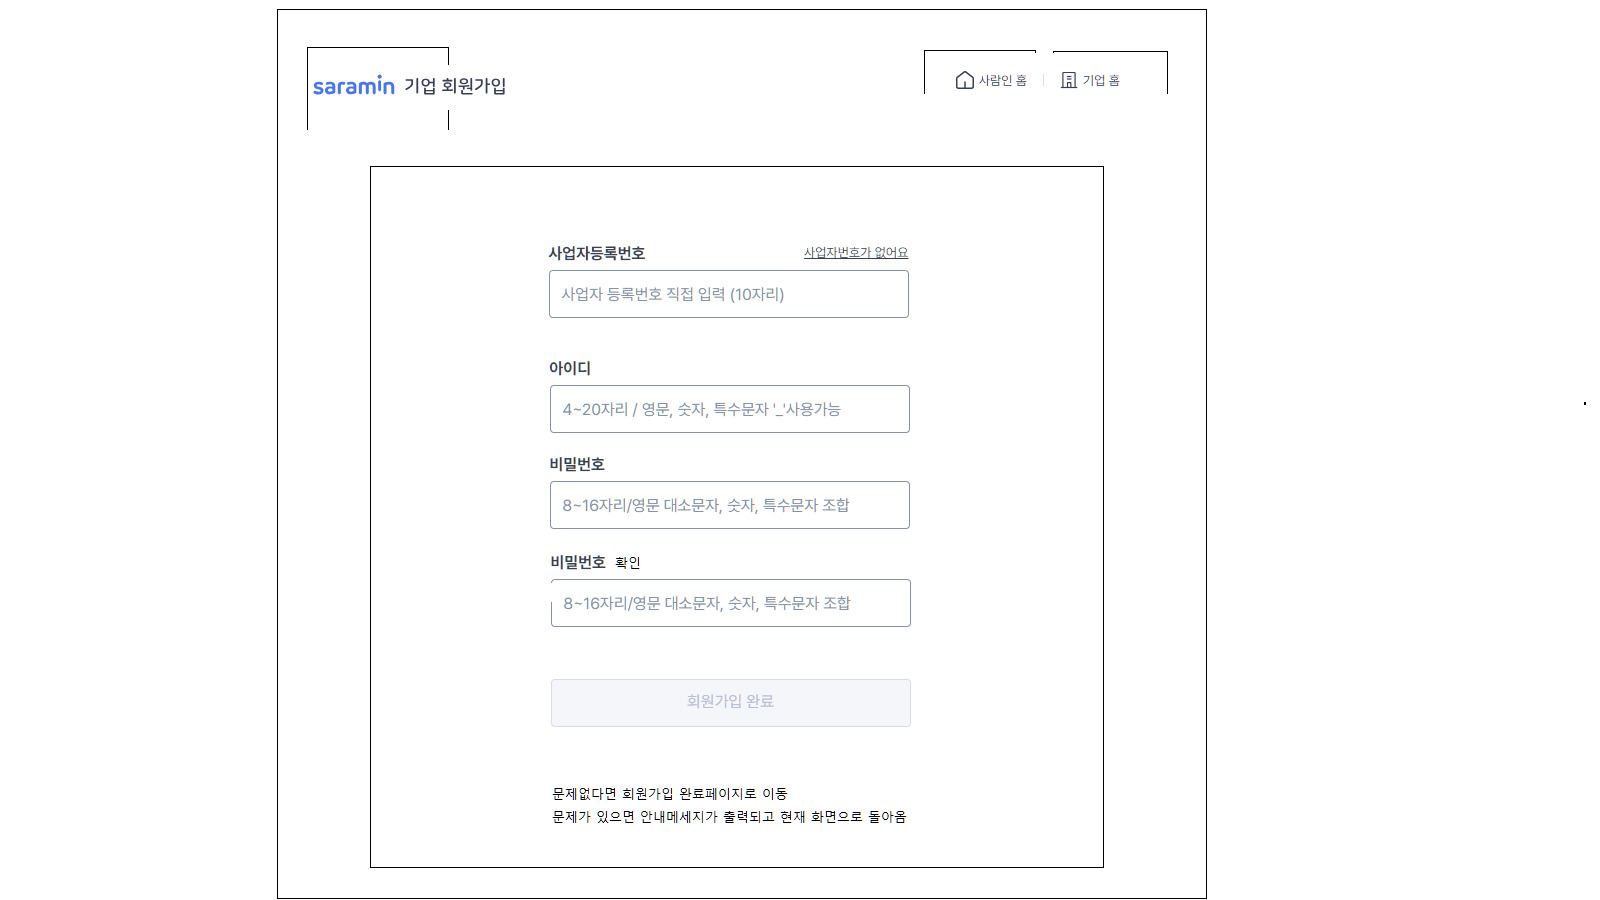 saramin 기업 회원가입
사람인 홈 | 기업 홈
사업자등록번호 사업자번호가 없어요
사업자 등록번호 직접 입력 (10자리)
아이디
4~20자리 / 영문, 숫자, 특수문자 '_'사용가능
비밀번호
8~16자리/영문 대소문자, 숫자, 특수문자 조합
비밀번호 확인
8~16자리/영문 대소문자, 숫자, 특수문자 조합
회원가입 완료
문제없다면 회원가입 완료페이지로 이동
문제가 있으면 안내메세지가 출력되고 현재 화면으로 돌아옴